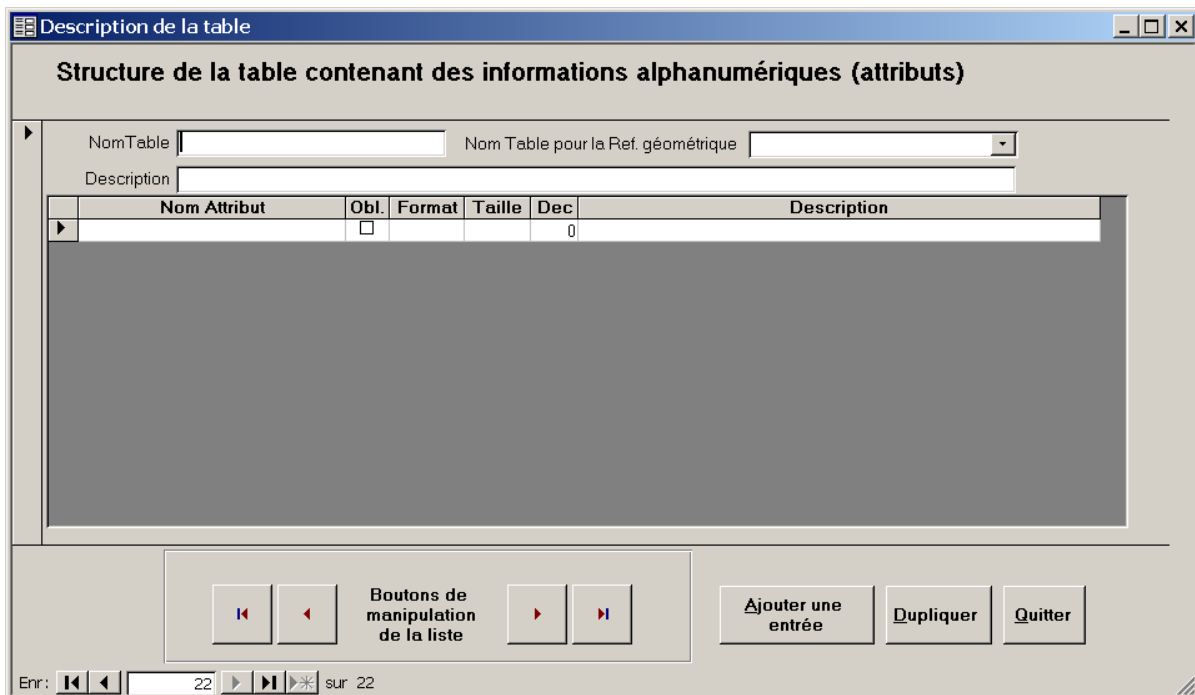 Description de la table
Structure de la table contenant des informations alphanumériques (attributs)
NomTable Nom Table pour la Ref. géométrique
Description
Nom Attribut Obl. Format Taille Dec Description
0
Boutons de
manipulation
de la liste
Ajouter une
entrée
Dupliquer
Quitter
Enr: 22 sur 22